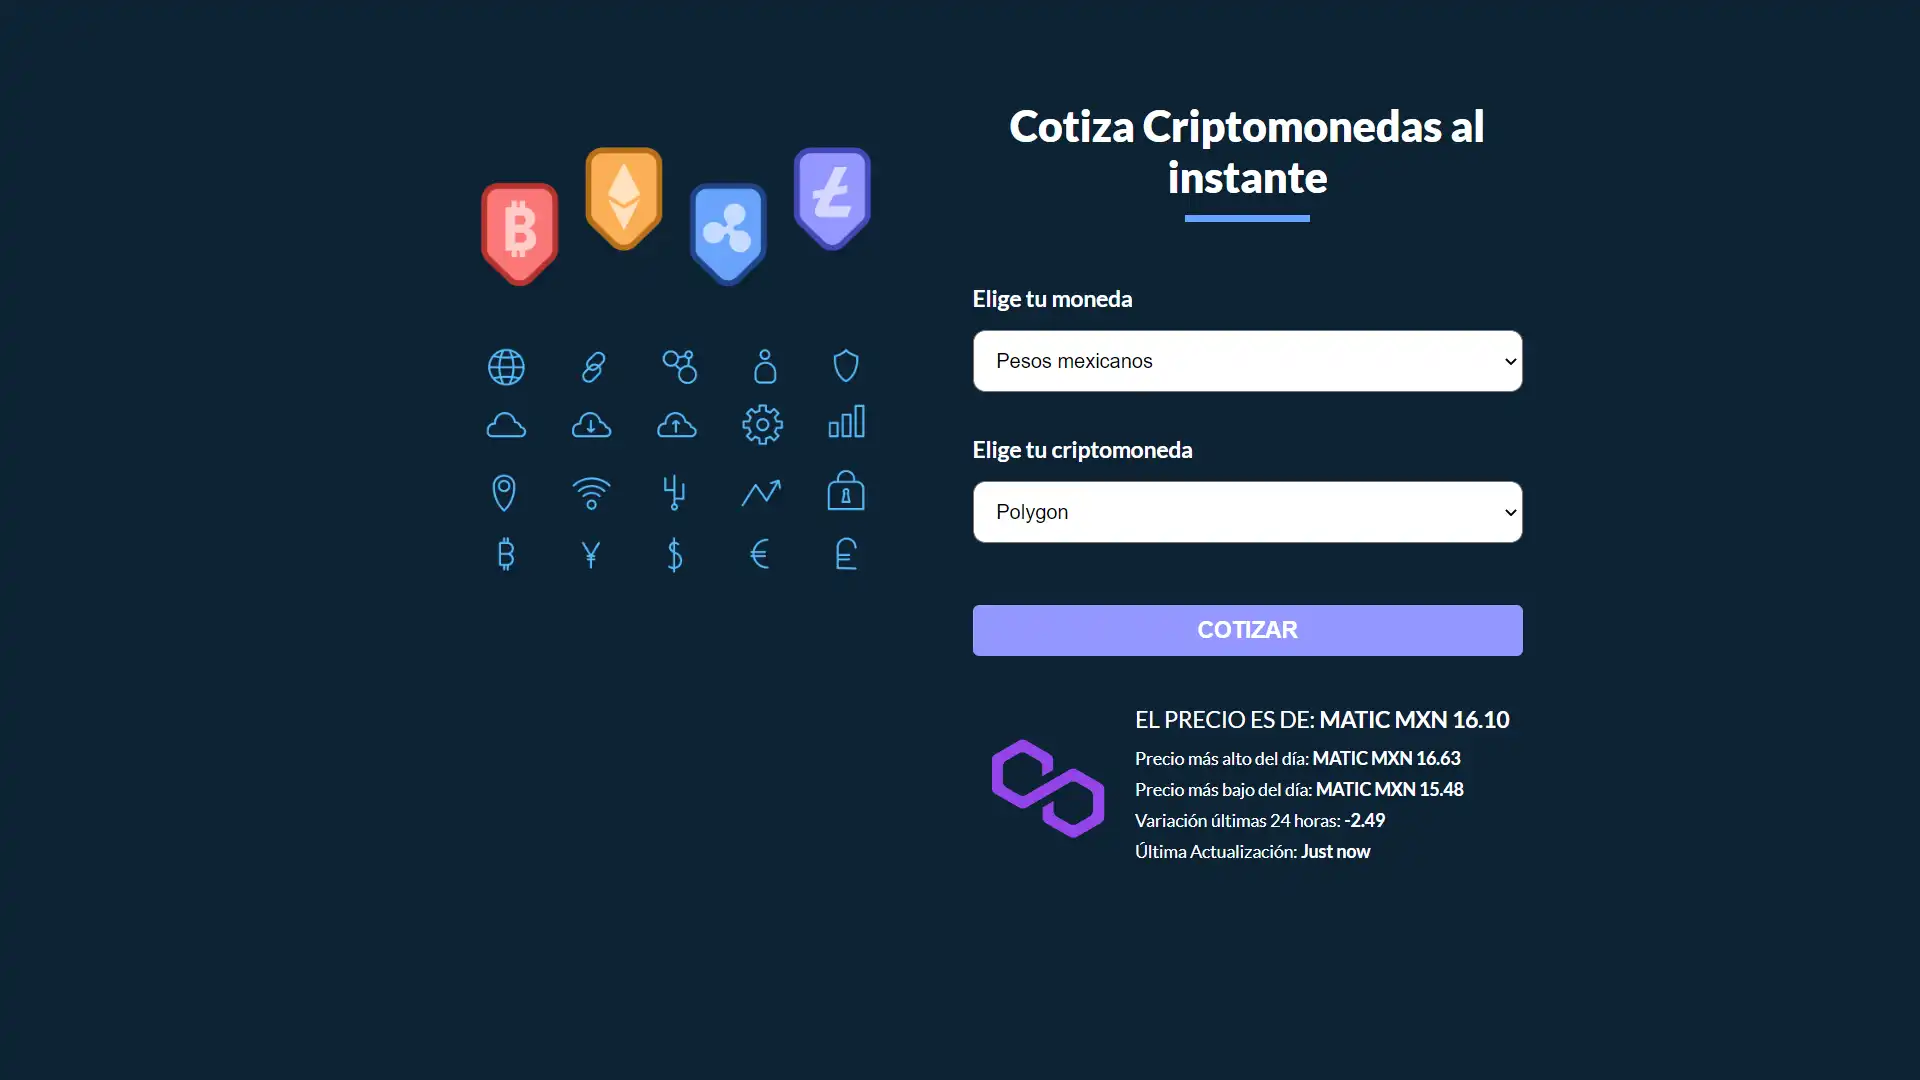 Cotiza Criptomonedas al
instante
Elige tu moneda
Pesos mexicanos
Elige tu criptomoneda
Polygon
COTIZAR
EL PRECIO ES DE: MATIC MXN 16.10
Precio más alto del día: MATIC MXN 16.63
Precio más bajo del día: MATIC MXN 15.48
Variación últimas 24 horas: -2.49
Última Actualización: Just now